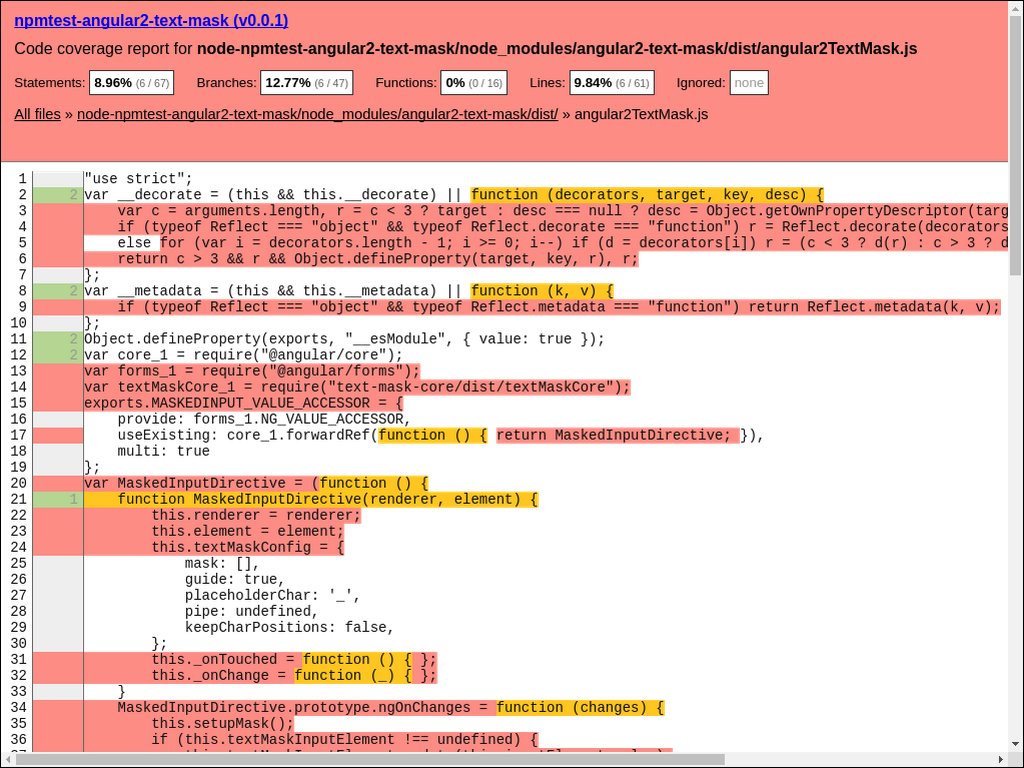 npmtest-angular2-text-mask (v0.0.1)
Code coverage report for node-npmtest-angular2-text-mask/node_modules/angular2-text-mask/dist/angular2TextMask.js
Statements: 8.96% (6 / 67) Branches: 12.77% (6 / 47) Functions: 0% (0 / 16) Lines: 9.84% (6 / 61) Ignored: none
All files » node-npmtest-angular2-text-mask/node_modules/angular2-text-mask/dist/ » angular2TextMask.js
1 "use strict";
2 2 var __decorate = (this && this.__decorate) || function (decorators, target, key, desc) {
3     var c = arguments.length, r = c < 3 ? target : desc === null ? desc = Object.getOwnPropertyDescriptor(targ
4     if (typeof Reflect === "object" && typeof Reflect.decorate === "function") r = Reflect.decorate(decorators
5     else for (var i = decorators.length - 1; i >= 0; i--) if (d = decorators[i]) r = (c < 3 ? d(r) : c > 3 ? d
6     return c > 3 && r && Object.defineProperty(target, key, r), r;
7 };
8 2 var __metadata = (this && this.__metadata) || function (k, v) {
9     if (typeof Reflect === "object" && typeof Reflect.metadata === "function") return Reflect.metadata(k, v);
10 };
11 2 Object.defineProperty(exports, "__esModule", { value: true });
12 2 var core_1 = require("@angular/core");
13 var forms_1 = require("@angular/forms");
14 var textMaskCore_1 = require("text-mask-core/dist/textMaskCore");
15 exports.MASKEDINPUT_VALUE_ACCESSOR = {
16     provide: forms_1.NG_VALUE_ACCESSOR,
17     useExisting: core_1.forwardRef(function () { return MaskedInputDirective; }),
18     multi: true
19 };
20 var MaskedInputDirective = (function () {
21 1     function MaskedInputDirective(renderer, element) {
22         this.renderer = renderer;
23         this.element = element;
24         this.textMaskConfig = {
25             mask: [],
26             guide: true,
27             placeholderChar: '_',
28             pipe: undefined,
29             keepCharPositions: false,
30         };
31         this._onTouched = function () { };
32         this._onChange = function (_) { };
33     }
34     MaskedInputDirective.prototype.ngOnChanges = function (changes) {
35         this.setupMask();
36         if (this.textMaskInputElement !== undefined) {